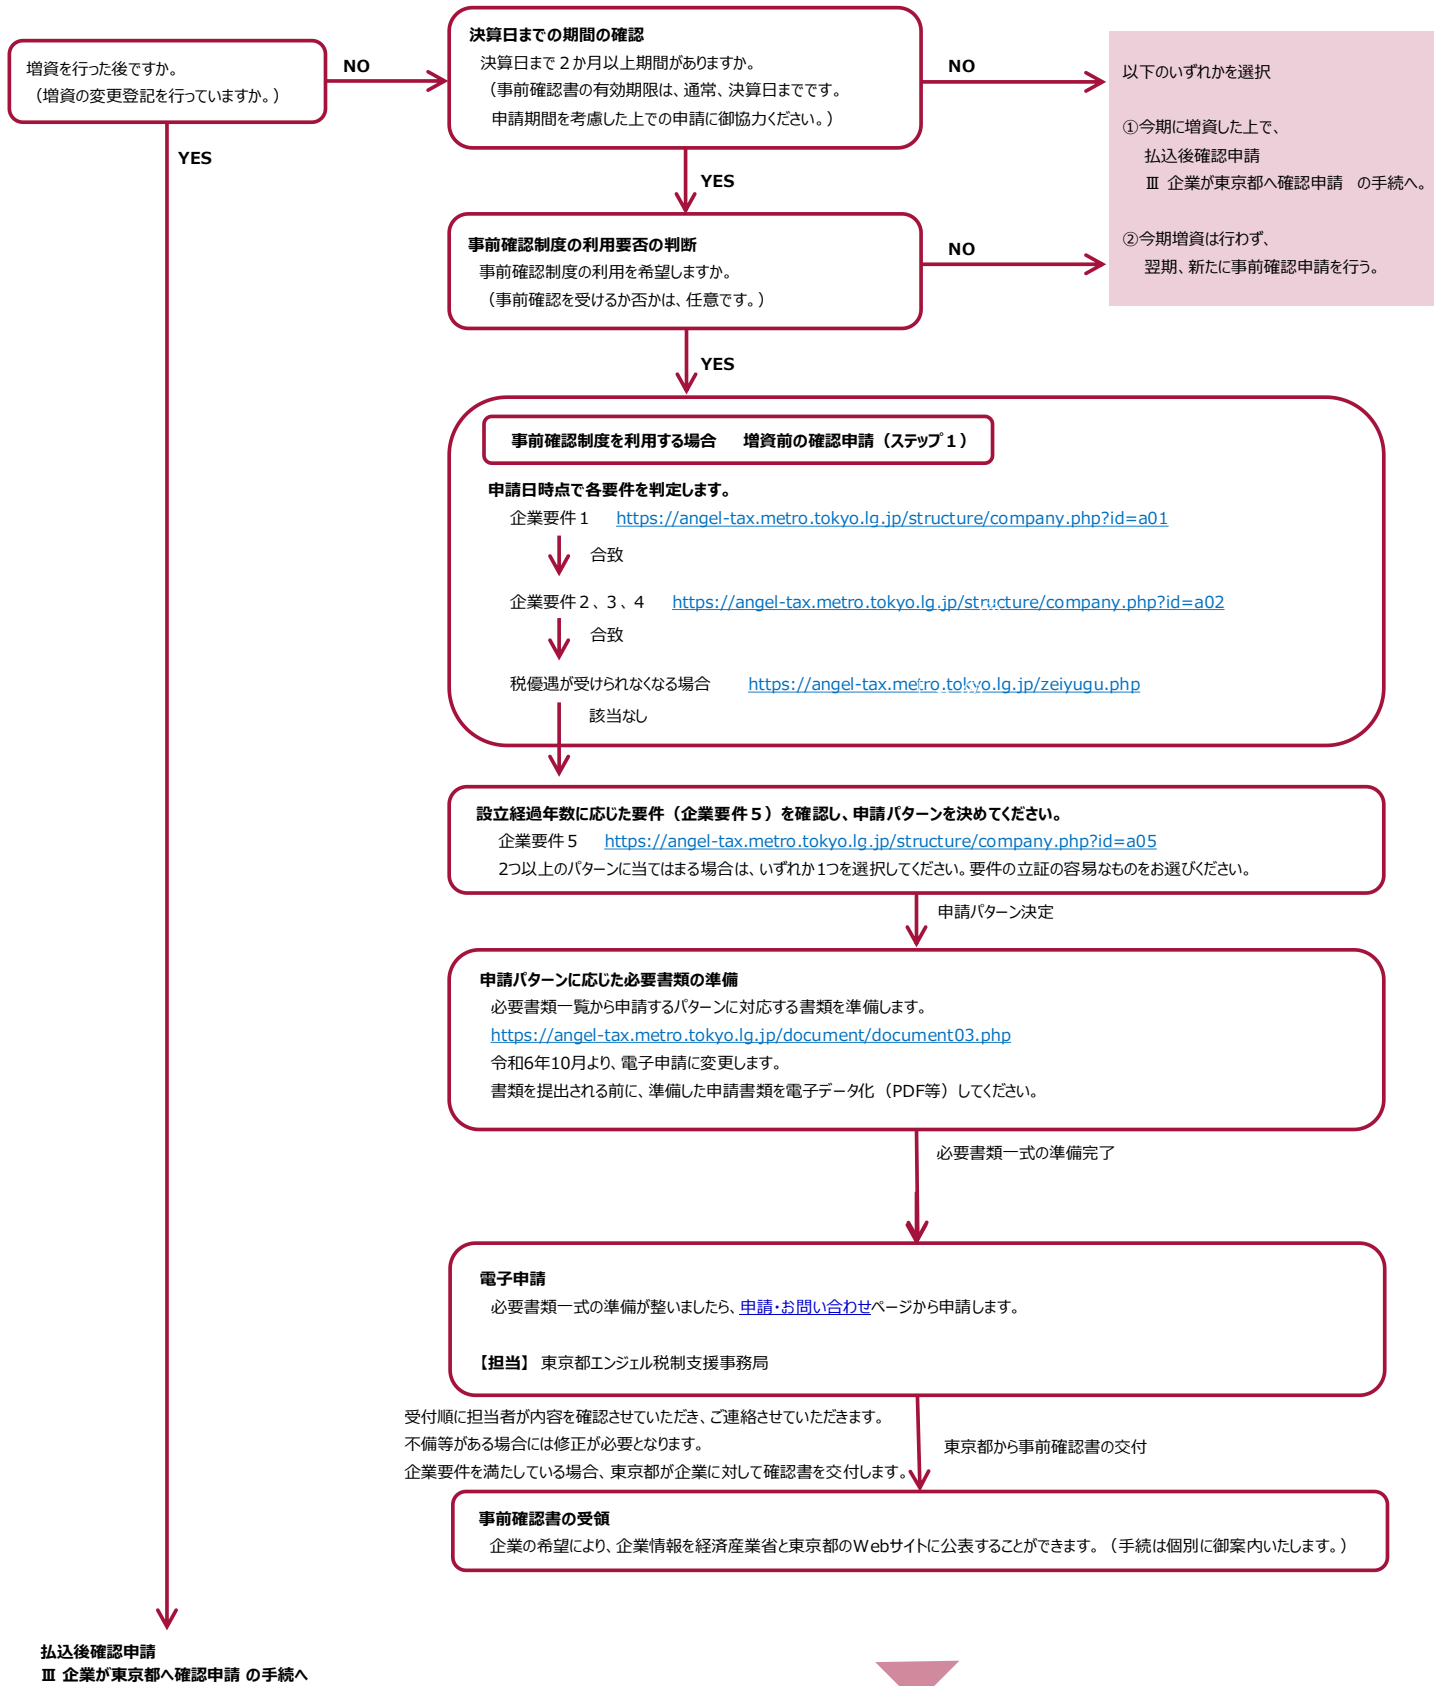 増資を行った後ですか。
（増資の変更登記を行っていますか。）
NO
YES
決算日までの期間の確認
決算日まで２か月以上期間がありますか。
（事前確認書の有効期限は、通常、決算日までです。
申請期間を考慮した上での申請に御協力ください。）
NO
YES
以下のいずれかを選択
①今期に増資した上で、
払込後確認申請
Ⅲ 企業が東京都へ確認申請　の手続へ。
②今期増資は行わず、
翌期、新たに事前確認申請を行う。
事前確認制度の利用要否の判断
事前確認制度の利用を希望しますか。
（事前確認を受けるか否かは、任意です。）
NO
YES
事前確認制度を利用する場合　　増資前の確認申請（ステップ１）
申請日時点で各要件を判定します。
企業要件１　https://angel-tax.metro.tokyo.lg.jp/structure/company.php?id=a01
合致
企業要件２、３、４　https://angel-tax.metro.tokyo.lg.jp/structure/company.php?id=a02
合致
税優遇が受けられなくなる場合　　https://angel-tax.metro.tokyo.lg.jp/zeiyugu.php
該当なし
設立経過年数に応じた要件（企業要件５）を確認し、申請パターンを決めてください。
企業要件５　https://angel-tax.metro.tokyo.lg.jp/structure/company.php?id=a05
2つ以上のパターンに当てはまる場合は、いずれか1つを選択してください。要件の立証の容易なものをお選びください。
申請パターン決定
申請パターンに応じた必要書類の準備
必要書類一覧から申請するパターンに対応する書類を準備します。
https://angel-tax.metro.tokyo.lg.jp/document/document03.php
令和6年10月より、電子申請に変更します。
書類を提出される前に、準備した申請書類を電子データ化（PDF等）してください。
必要書類一式の準備完了
電子申請
必要書類一式の準備が整いましたら、申請・お問い合わせページから申請します。
【担当】 東京都エンジェル税制支援事務局
受付順に担当者が内容を確認させていただき、ご連絡させていただきます。
不備等がある場合には修正が必要となります。
企業要件を満たしている場合、東京都が企業に対して確認書を交付します。
東京都から事前確認書の交付
事前確認書の受領
企業の希望により、企業情報を経済産業省と東京都のWebサイトに公表することができます。（手続は個別に御案内いたします。）
払込後確認申請
Ⅲ 企業が東京都へ確認申請 の手続へ